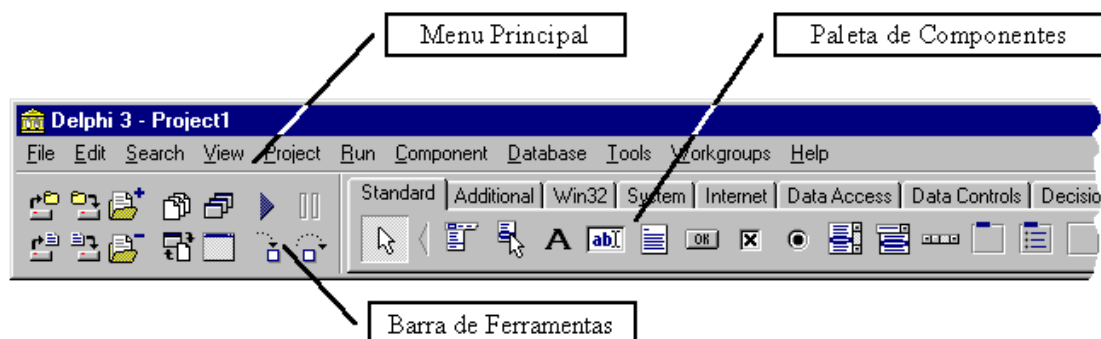 Menu Principal
Paleta de Componentes
Delphi 3 - Project1
File Edit Search View Project Run Component Database Tools Workgroups Help
Standard Additional Win32 System Internet Data Access Data Controls Decisio
A ab OK
Barra de Ferramentas